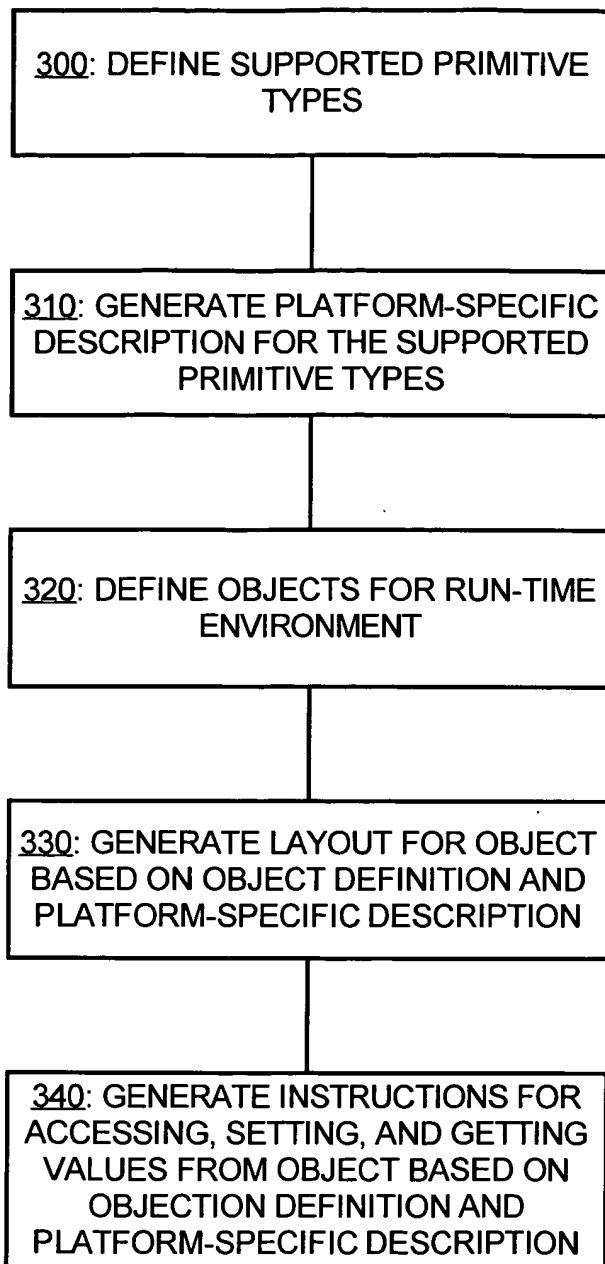 300: DEFINE SUPPORTED PRIMITIVE
TYPES
310: GENERATE PLATFORM-SPECIFIC
DESCRIPTION FOR THE SUPPORTED
PRIMITIVE TYPES
320: DEFINE OBJECTS FOR RUN-TIME
ENVIRONMENT
330: GENERATE LAYOUT FOR OBJECT
BASED ON OBJECT DEFINITION AND
PLATFORM-SPECIFIC DESCRIPTION
340: GENERATE INSTRUCTIONS FOR
ACCESSING, SETTING, AND GETTING
VALUES FROM OBJECT BASED ON
OBJECTION DEFINITION AND
PLATFORM-SPECIFIC DESCRIPTION